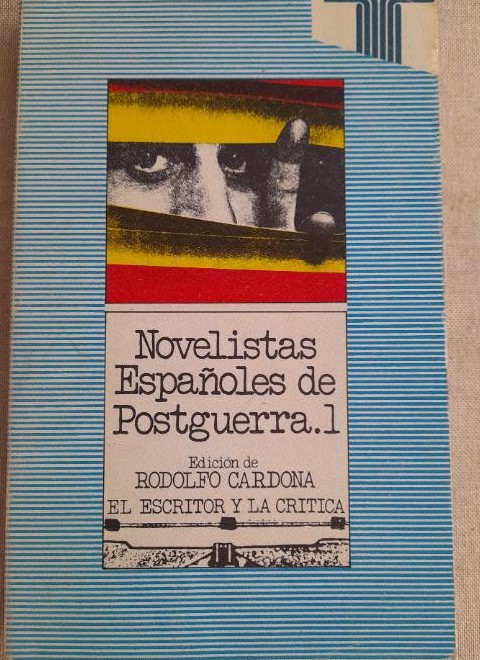 Novelistas
Españoles de
Postguerra.1
Edición de
RODOLFO CARDONA
EL ESCRITOR Y LA CRITICA